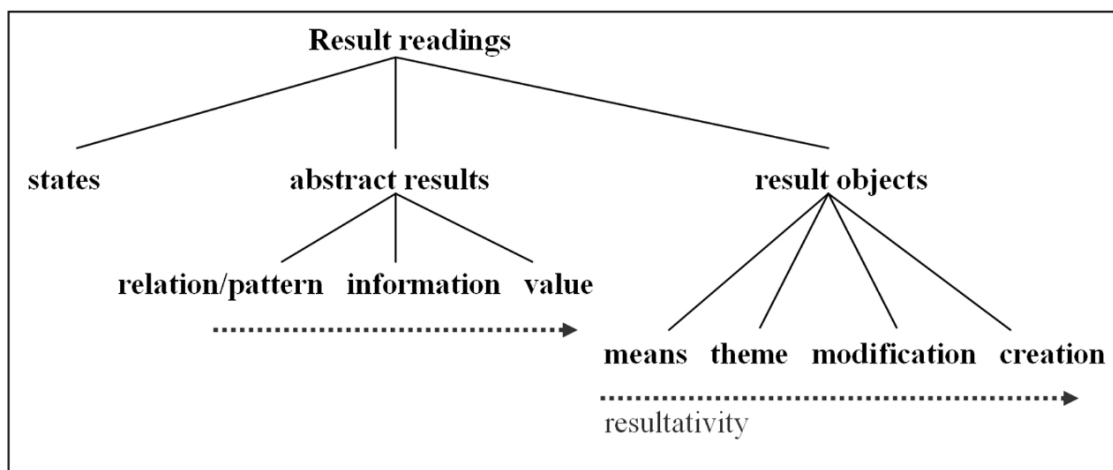 Result readings
states abstract results result objects
relation/pattern information value
means theme modification creation
resultativity